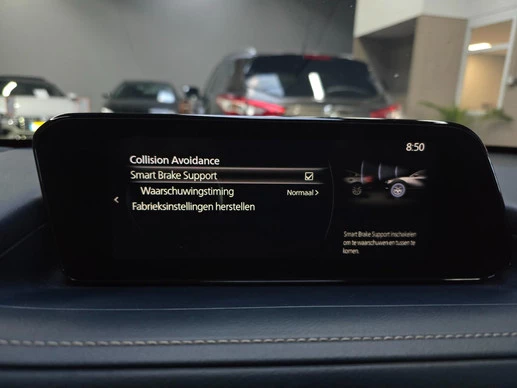 8:50
Collision Avoidance
Smart Brake Support
Waarschuwingstiming Normaal
Fabrieksinstellingen herstellen
Smart Brake Support inschakelen
om te waarschuwen en tussen te
komen.